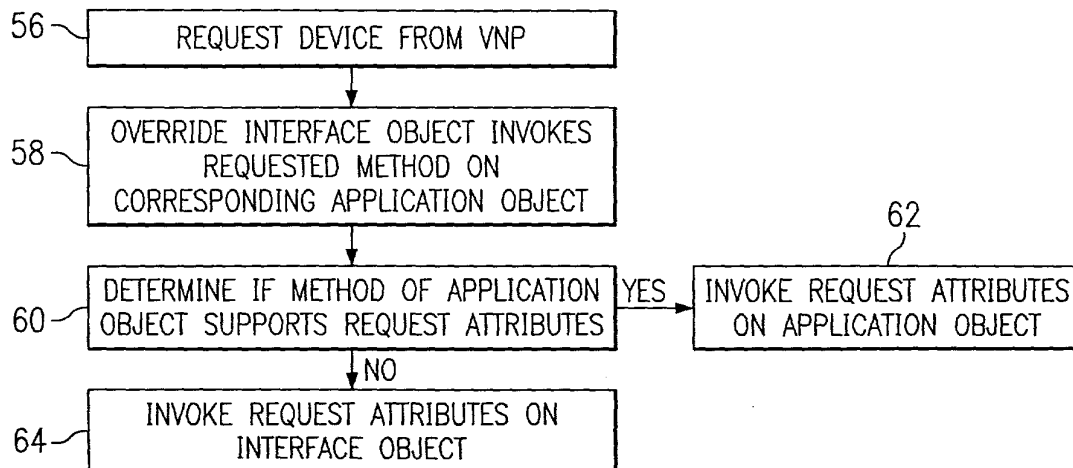 56
REQUEST DEVICE FROM VNP
58
OVERRIDE INTERFACE OBJECT INVOKES
REQUESTED METHOD ON
CORRESPONDING APPLICATION OBJECT
60
DETERMINE IF METHOD OF APPLICATION
OBJECT SUPPORTS REQUEST ATTRIBUTES
YES
62
INVOKE REQUEST ATTRIBUTES
ON APPLICATION OBJECT
NO
64
INVOKE REQUEST ATTRIBUTES ON
INTERFACE OBJECT